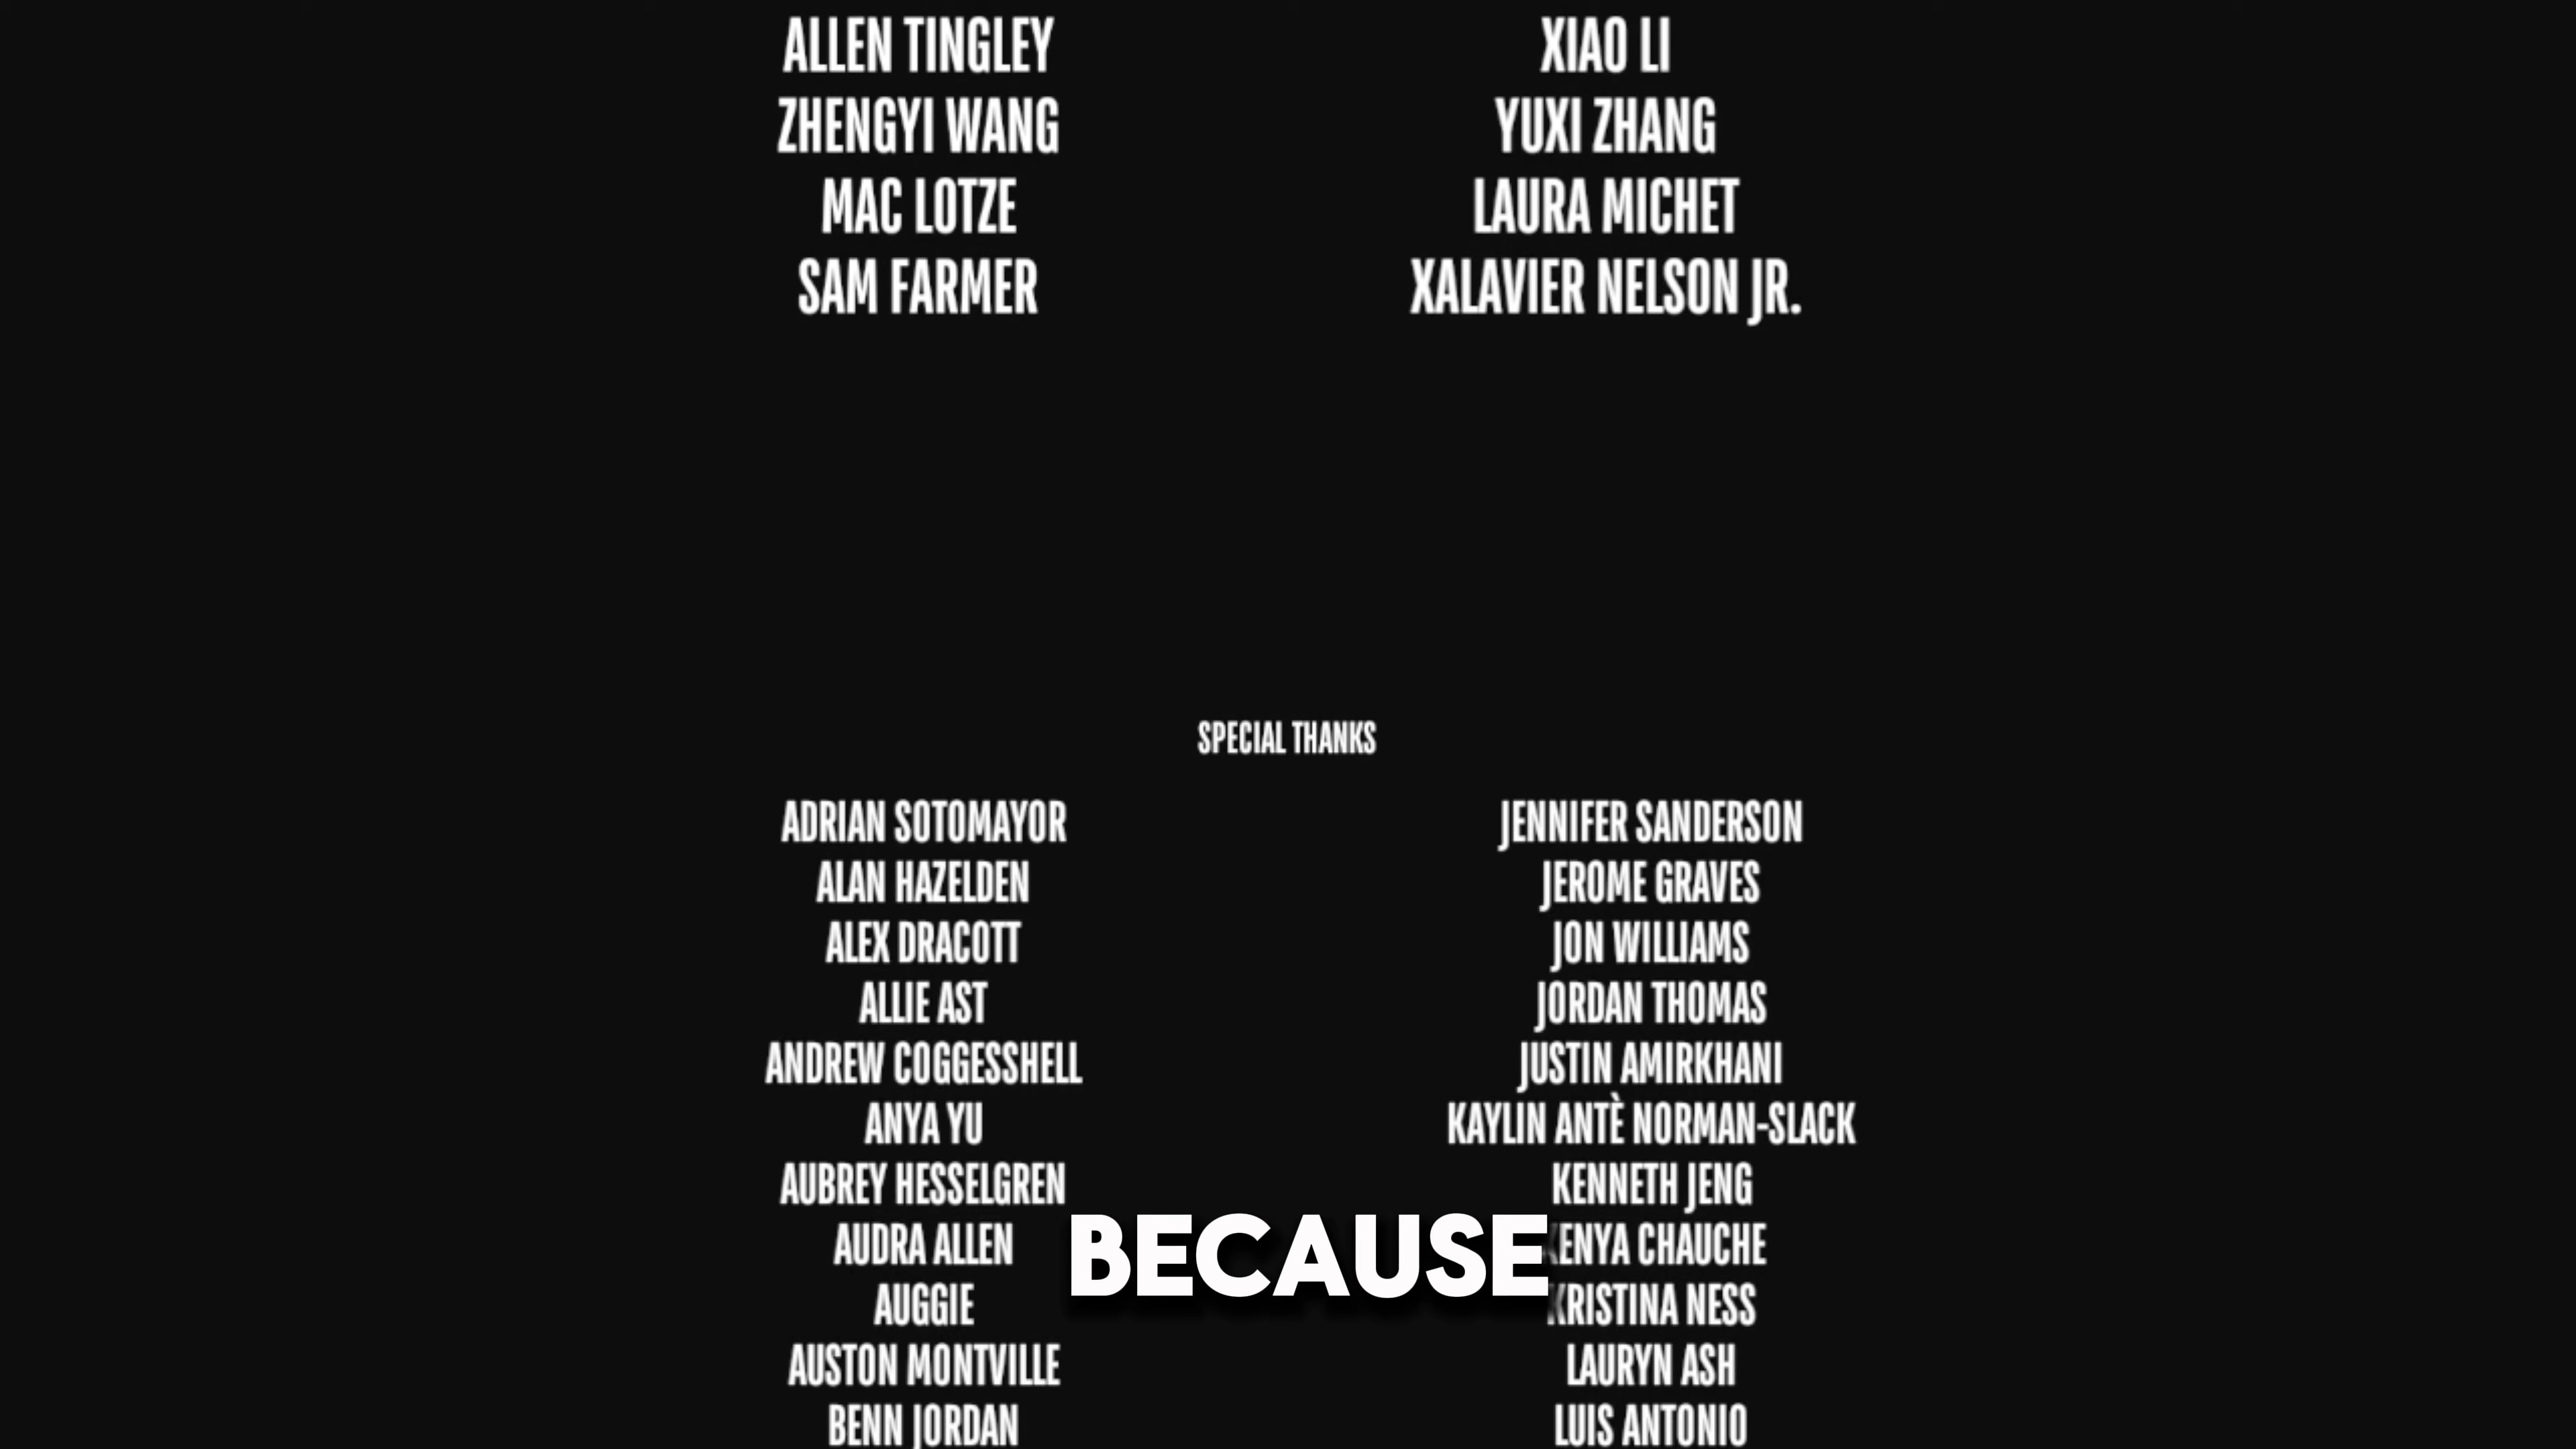 ALLEN TINGLEY
XIAO LI
ZHENGYI WANG
YUXI ZHANG
MAC LOTZE
LAURA MICHET
SAM FARMER
XALAVIER NELSON JR.
SPECIAL THANKS
ADRIAN SOTOMAYOR
JENNIFER SANDERSON
ALAN HAZELDEN
JEROME GRAVES
ALEX DRACOTT
JON WILLIAMS
ALLIE AST
JORDAN THOMAS
ANDREW COGGESSHELL
JUSTIN AMIRKHANI
ANYA YU
KAYLIN ANTÈ NORMAN-SLACK
AUBREY HESSELGREN
KENNETH JENG
AUDRA ALLEN
KENYA CHAUCHE
BECAUSE
AUGGIE
KRISTINA NESS
AUSTON MONTVILLE
LAURYN ASH
BENN JORDAN
LUIS ANTONIO